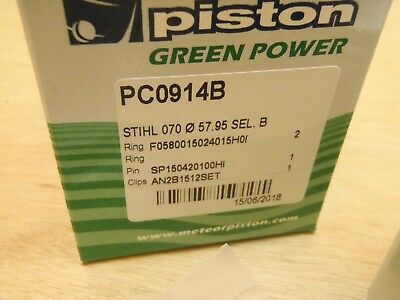 piston
GREEN POWER
PC0914B
STIHL 070 Ø 57.95 SEL. B
Ring F0580015024015H0I 2
Ring
Pin SP150420100HI 1
Clips AN2B1512SET 1
15/06/2018
www.meteorpiston.com